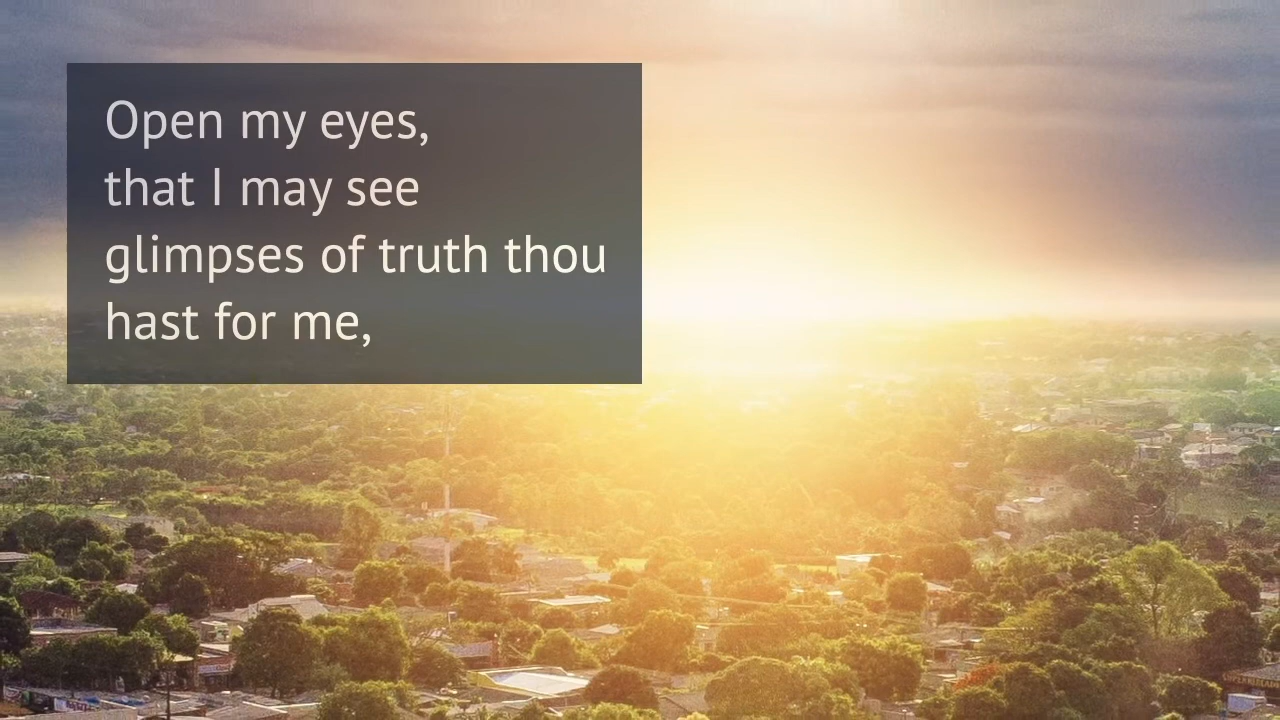 Open my eyes,
that I may see
glimpses of truth thou
hast for me,